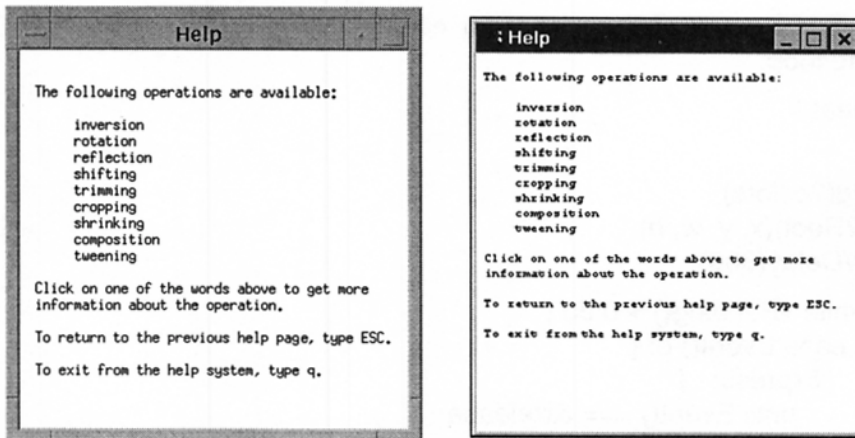 Help
The following operations are available:
inversion
rotation
reflection
shifting
trimming
cropping
shrinking
composition
tweening
Click on one of the words above to get more
information about the operation.
To return to the previous help page, type ESC.
To exit from the help system, type q.
Help
The following operations are available:
inversion
rotation
reflection
shifting
trimming
cropping
shrinking
composition
tweening
Click on one of the words above to get more
information about the operation.
To return to the previous help page, type ESC.
To exit from the help system, type q.